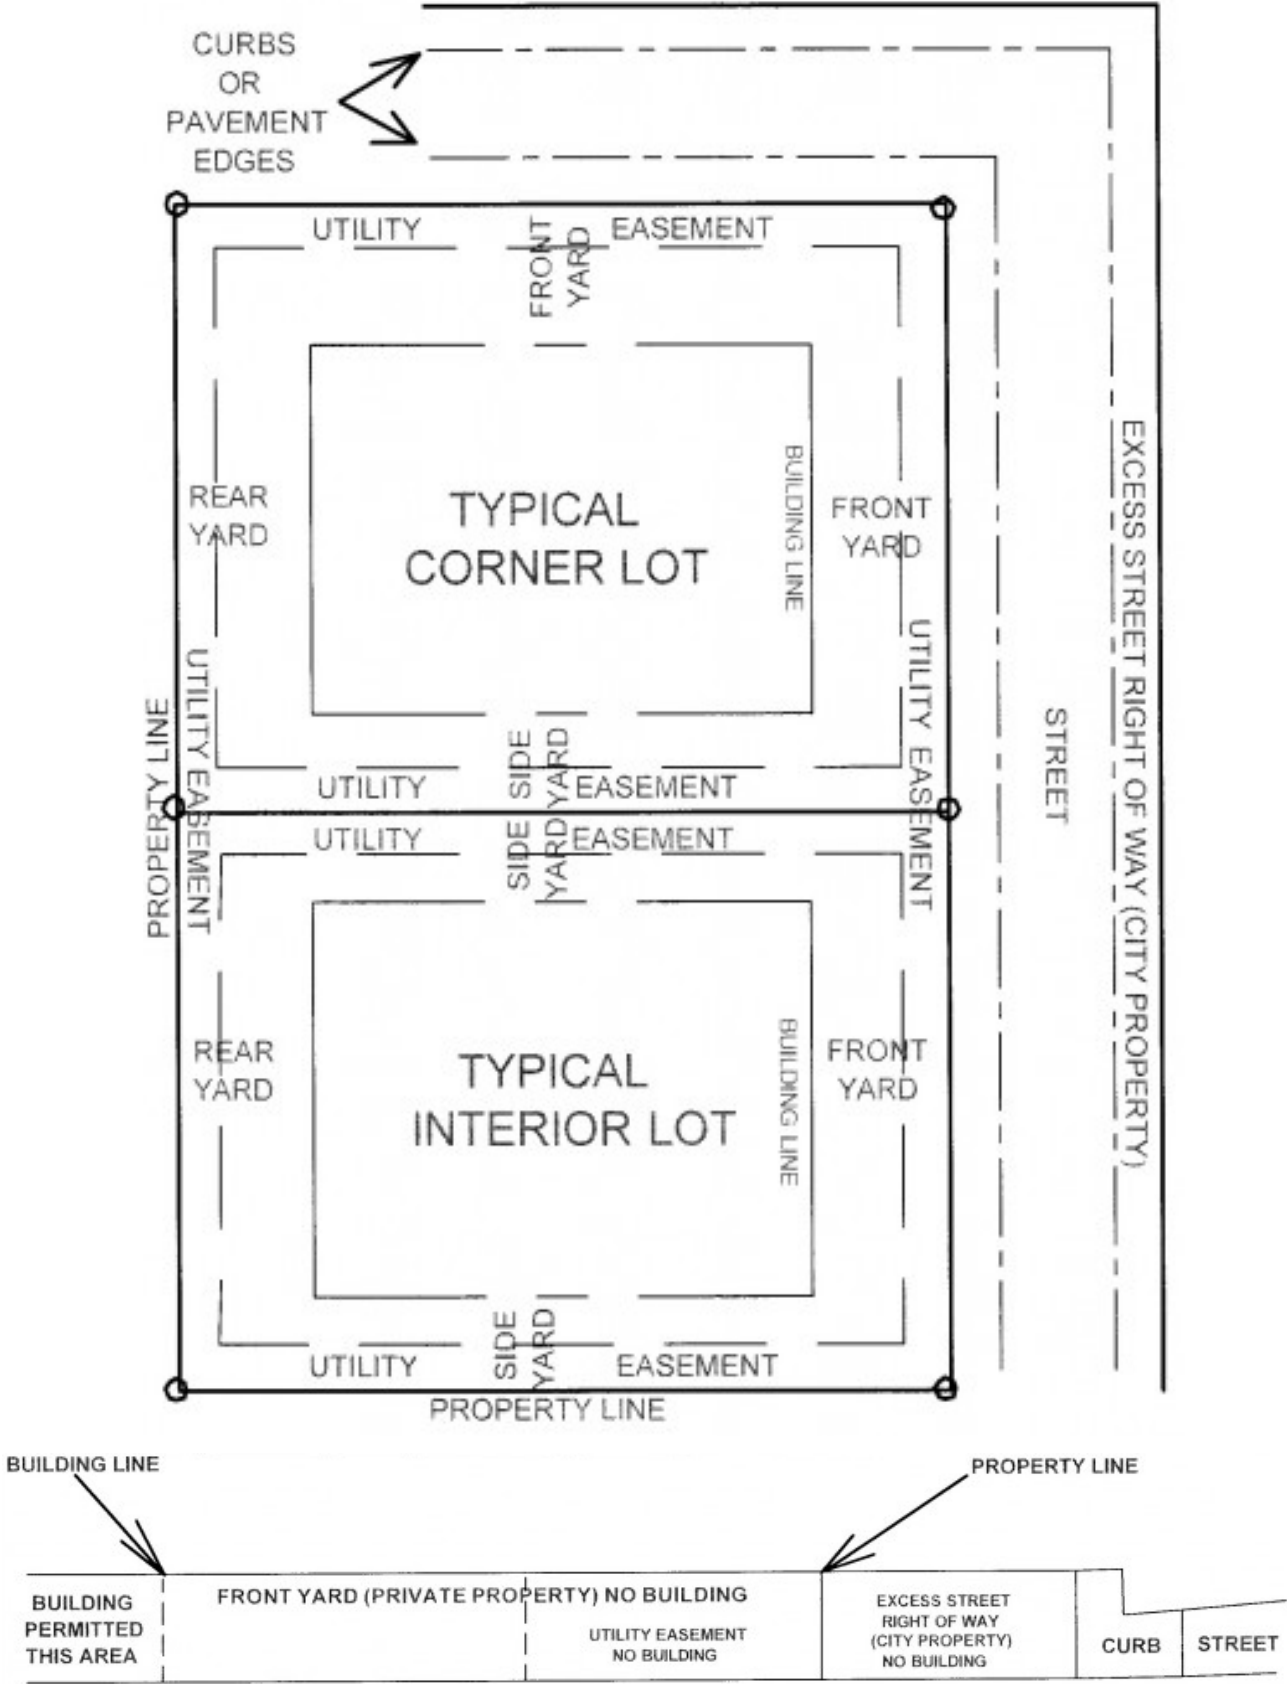 CURBS
OR
PAVEMENT
EDGES
UTILITY
EASEMENT
FRONT
YARD
REAR
YARD
TYPICAL
CORNER LOT
BUILDING LINE
FRONT
YARD
EXCESS STREET RIGHT OF WAY (CITY PROPERTY)
UTILITY EASEMENT
PROPERTY LINE
UTILITY EASEMENT
STREET
SIDE
YARD
UTILITY
EASEMENT
UTILITY
EASEMENT
SIDE
YARD
REAR
YARD
TYPICAL
INTERIOR LOT
BUILDING LINE
FRONT
YARD
SIDE
YARD
UTILITY
EASEMENT
PROPERTY LINE
BUILDING LINE
PROPERTY LINE
BUILDING
PERMITTED
THIS AREA
FRONT YARD (PRIVATE PROPERTY) NO BUILDING
UTILITY EASEMENT
NO BUILDING
EXCESS STREET
RIGHT OF WAY
(CITY PROPERTY)
NO BUILDING
CURB
STREET